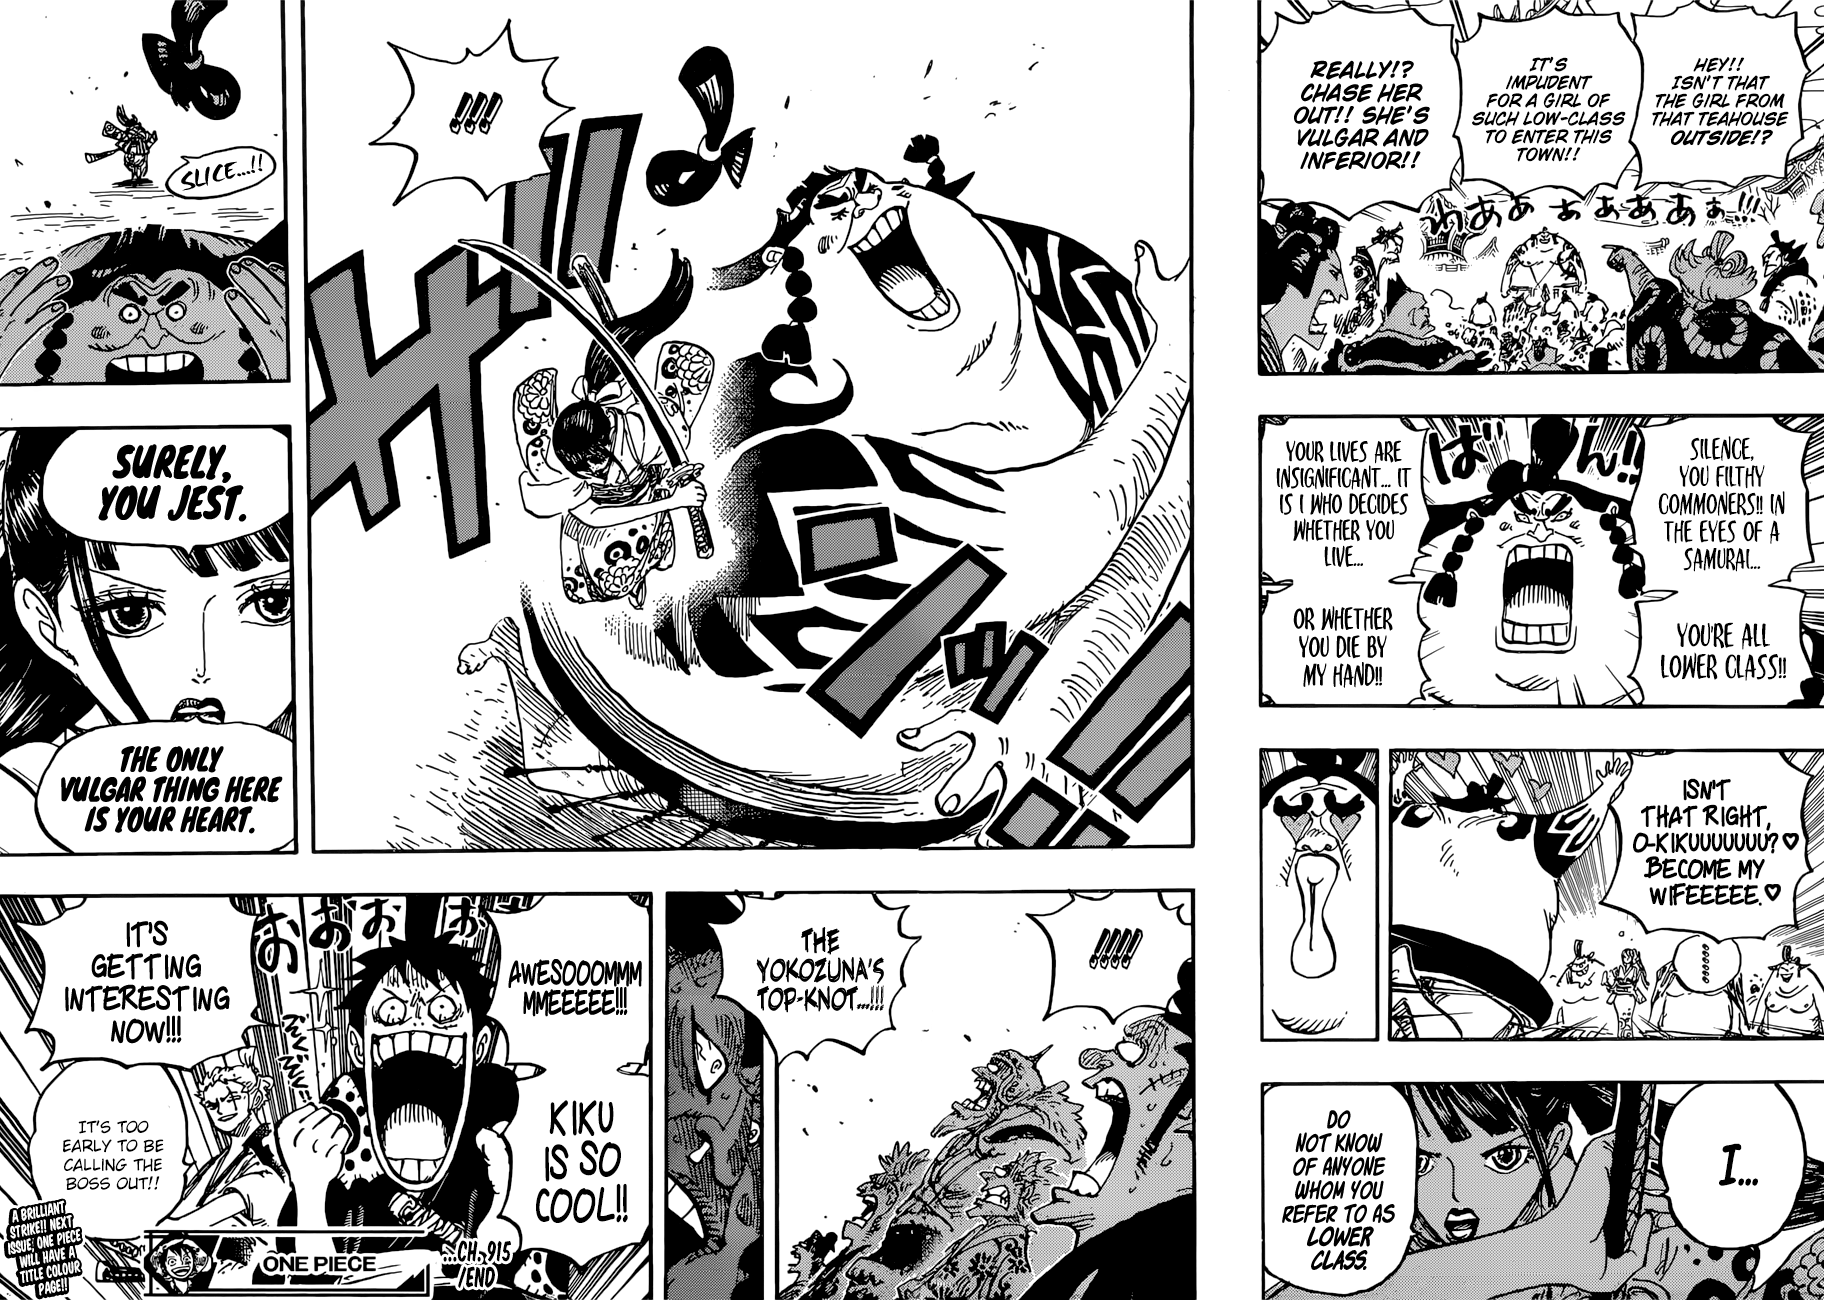 HEY!!
ISN'T THAT
THE GIRL FROM
THAT TEAHOUSE
OUTSIDE!?
IT'S
IMPUDENT
FOR A GIRL OF
SUCH LOW-CLASS
TO ENTER THIS
TOWN!!
REALLY!?
CHASE HER
OUT!! SHE'S
VULGAR AND
INFERIOR!!
わあああぁぁああぁぁ!!!
SILENCE,
YOU FILTHY
COMMONERS!! IN
THE EYES OF A
SAMURAI...
YOU'RE ALL
LOWER CLASS!!
ばん!!
YOUR LIVES ARE
INSIGNIFICANT... IT
IS I WHO DECIDES
WHETHER YOU
LIVE...
OR WHETHER
YOU DIE BY
MY HAND!!
ISN'T
THAT RIGHT,
O-KIKUUUUUUU?♡
BECOME MY
WIFEEEEE.♡
I...
DO
NOT KNOW
OF ANYONE
WHOM YOU
REFER TO AS
LOWER
CLASS.
!!!
ザンッ!!
SLICE...!!
SURELY,
YOU JEST.
THE ONLY
VULGAR THING HERE
IS YOUR HEART.
!!!!
THE
YOKOZUNA'S
TOP-KNOT...!!!
AWESOOOMMM
MMEEEEE!!!
KIKU
IS SO
COOL!!
おおおぉ
IT'S
GETTING
INTERESTING
NOW!!!
IT'S TOO
EARLY TO BE
CALLING THE
BOSS OUT!!
A BRILLIANT
STRIKE!! NEXT
ISSUE, ONE PIECE
WILL HAVE A
TITLE COLOUR
PAGE!!
ONE PIECE
...CH. 915
/END